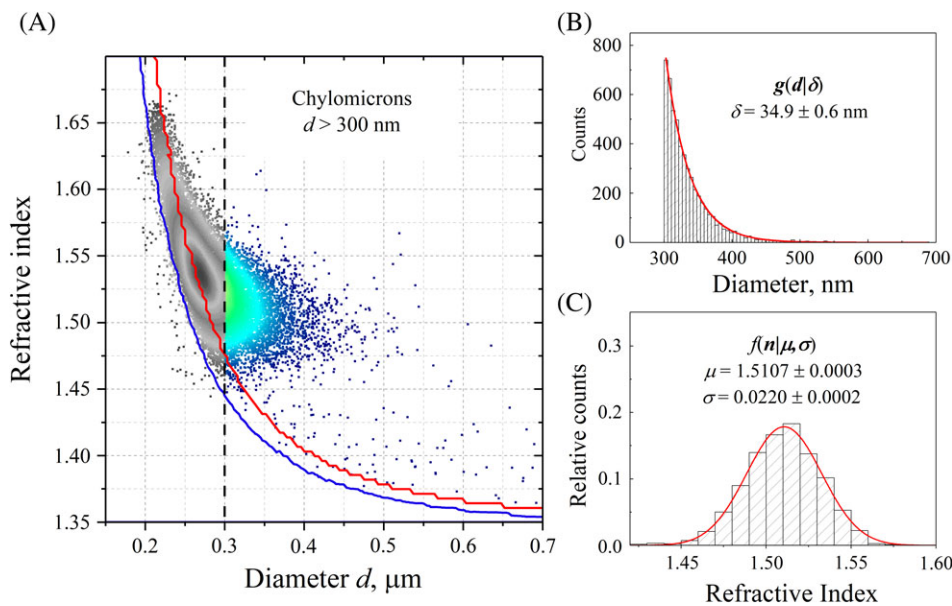 (A)
Chylomicrons
d > 300 nm
Refractive index
1.65
1.60
1.55
1.50
1.45
1.40
1.35
0.2
0.3
0.4
0.5
0.6
0.7
Diameter d, μm
(B)
g(d|δ)
δ = 34.9 ± 0.6 nm
Counts
800
600
400
200
0
300
400
500
600
700
Diameter, nm
(C)
f(n|μ,σ)
μ = 1.5107 ± 0.0003
σ = 0.0220 ± 0.0002
Relative counts
0.3
0.2
0.1
0.0
1.45
1.50
1.55
1.60
Refractive Index